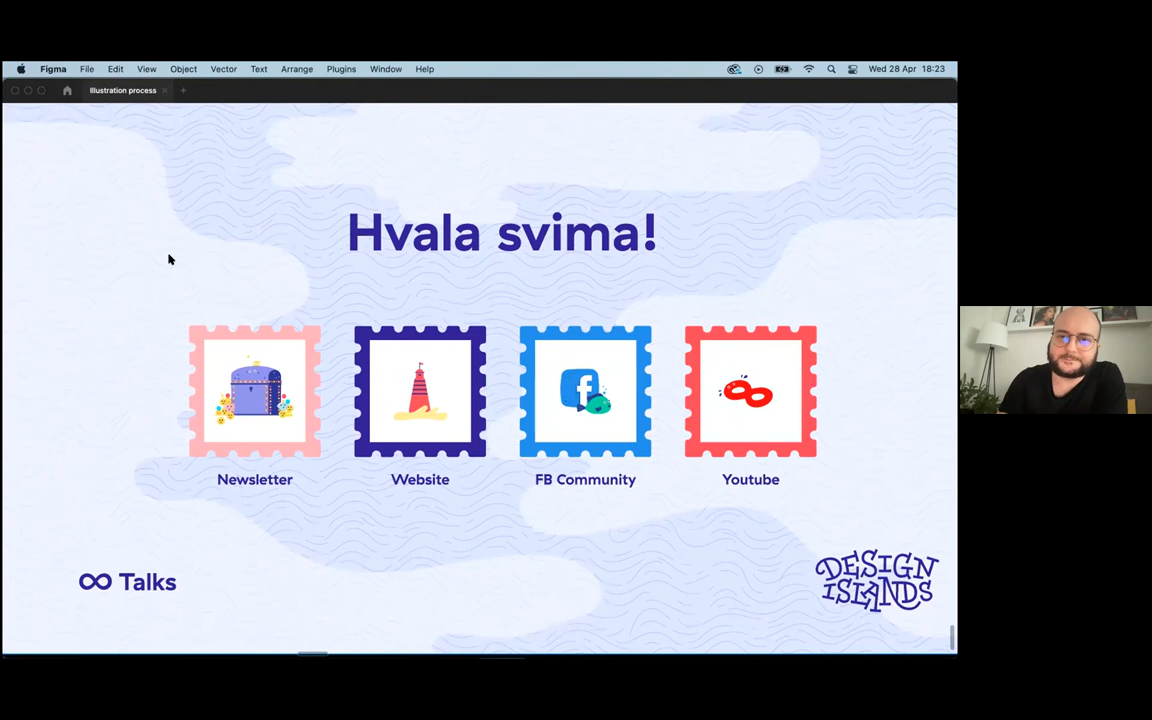 Figma File Edit View Object Vector Text Arrange Plugins Window Help Wed 28 Apr 18:23
Illustration process
Hvala svima!
Newsletter Website FB Community Youtube
Talks
DESIGN
ISLANDS